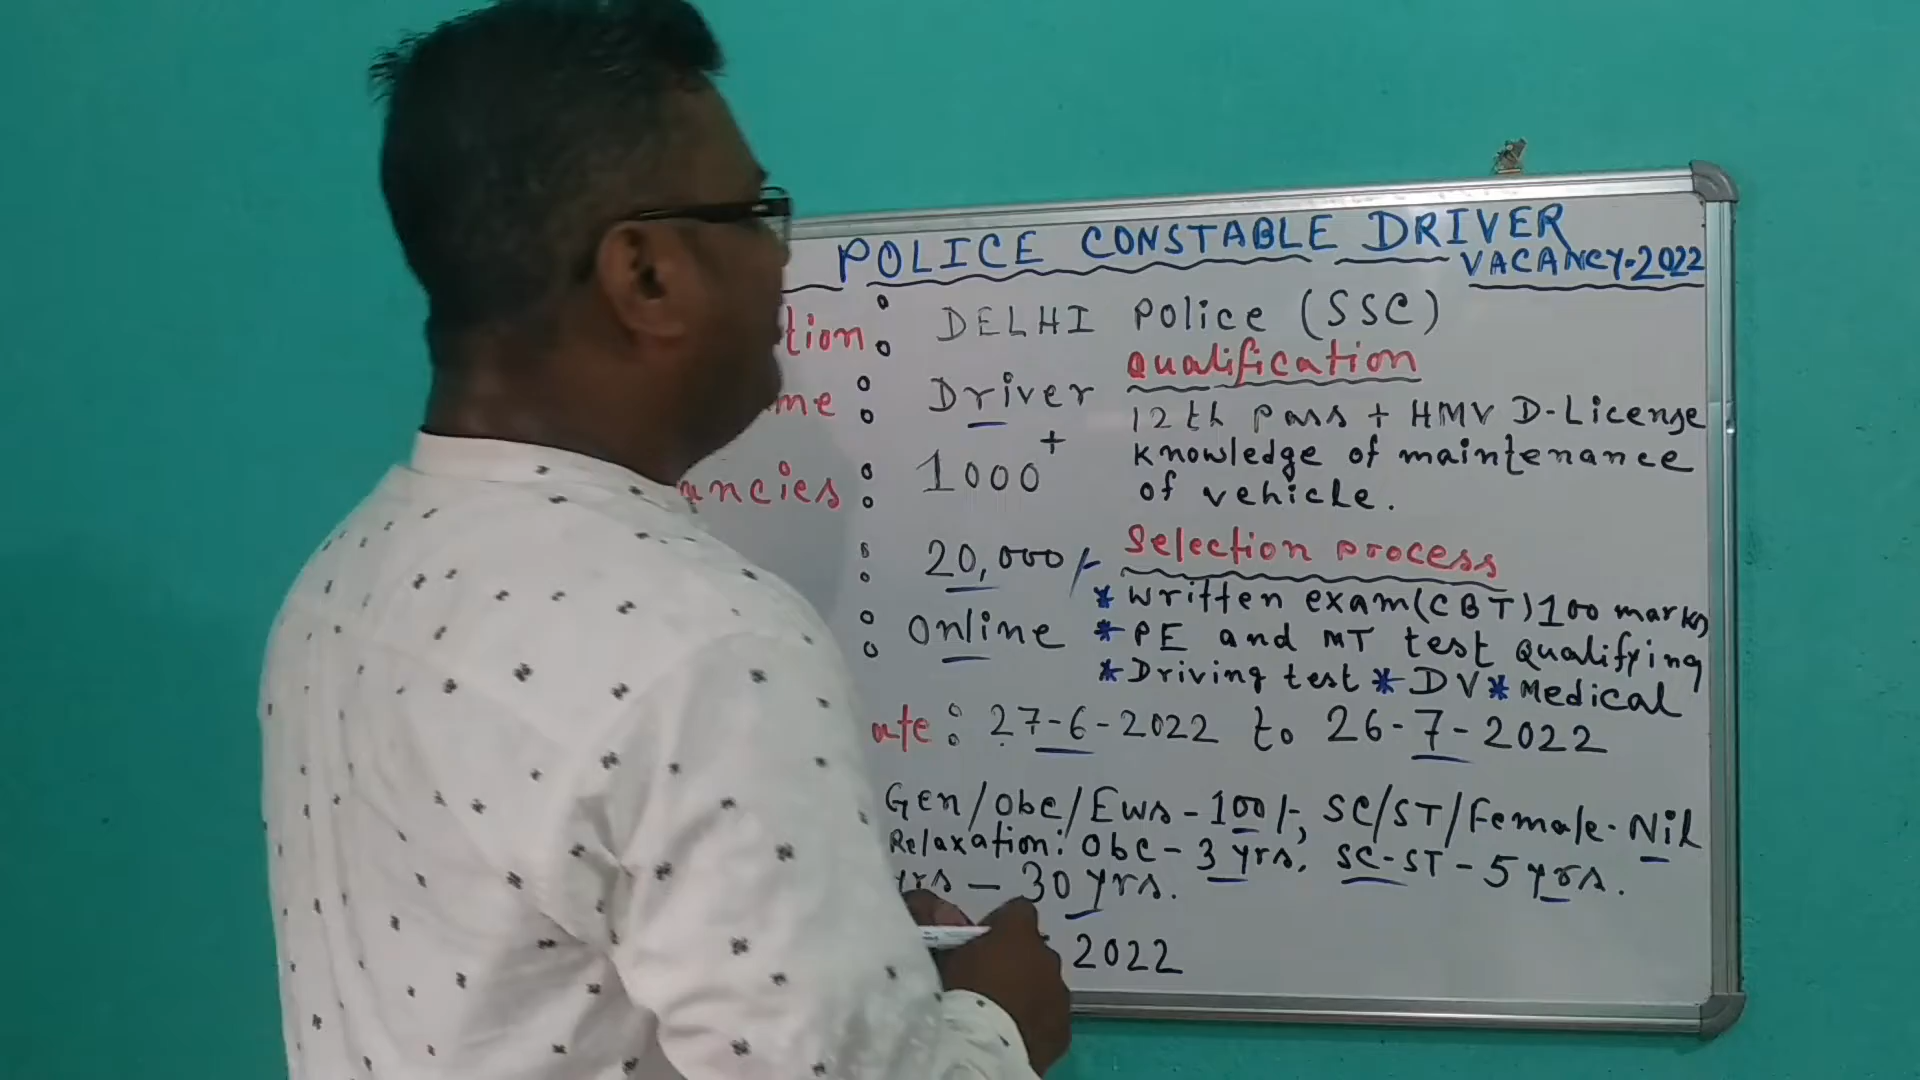 POLICE CONSTABLE DRIVER
VACANCY-2022
tion: DELHI Police (SSC)
me: Driver
ancies: 1000+
: 20,000/-
: Online
Qualification
12th pass + HMV D-License
Knowledge of maintenance
of vehicle.
Selection process
* Written exam(CBT)100 marks
* PE and MT test Qualifying
* Driving test * DV * Medical
ate: 27-6-2022 to 26-7-2022
Gen/Obc/Ews-100/-, SC/ST/Female-Nil
Relaxation: Obc-3 yrs. SC-ST-5 yrs.
yrs - 30 yrs.
2022